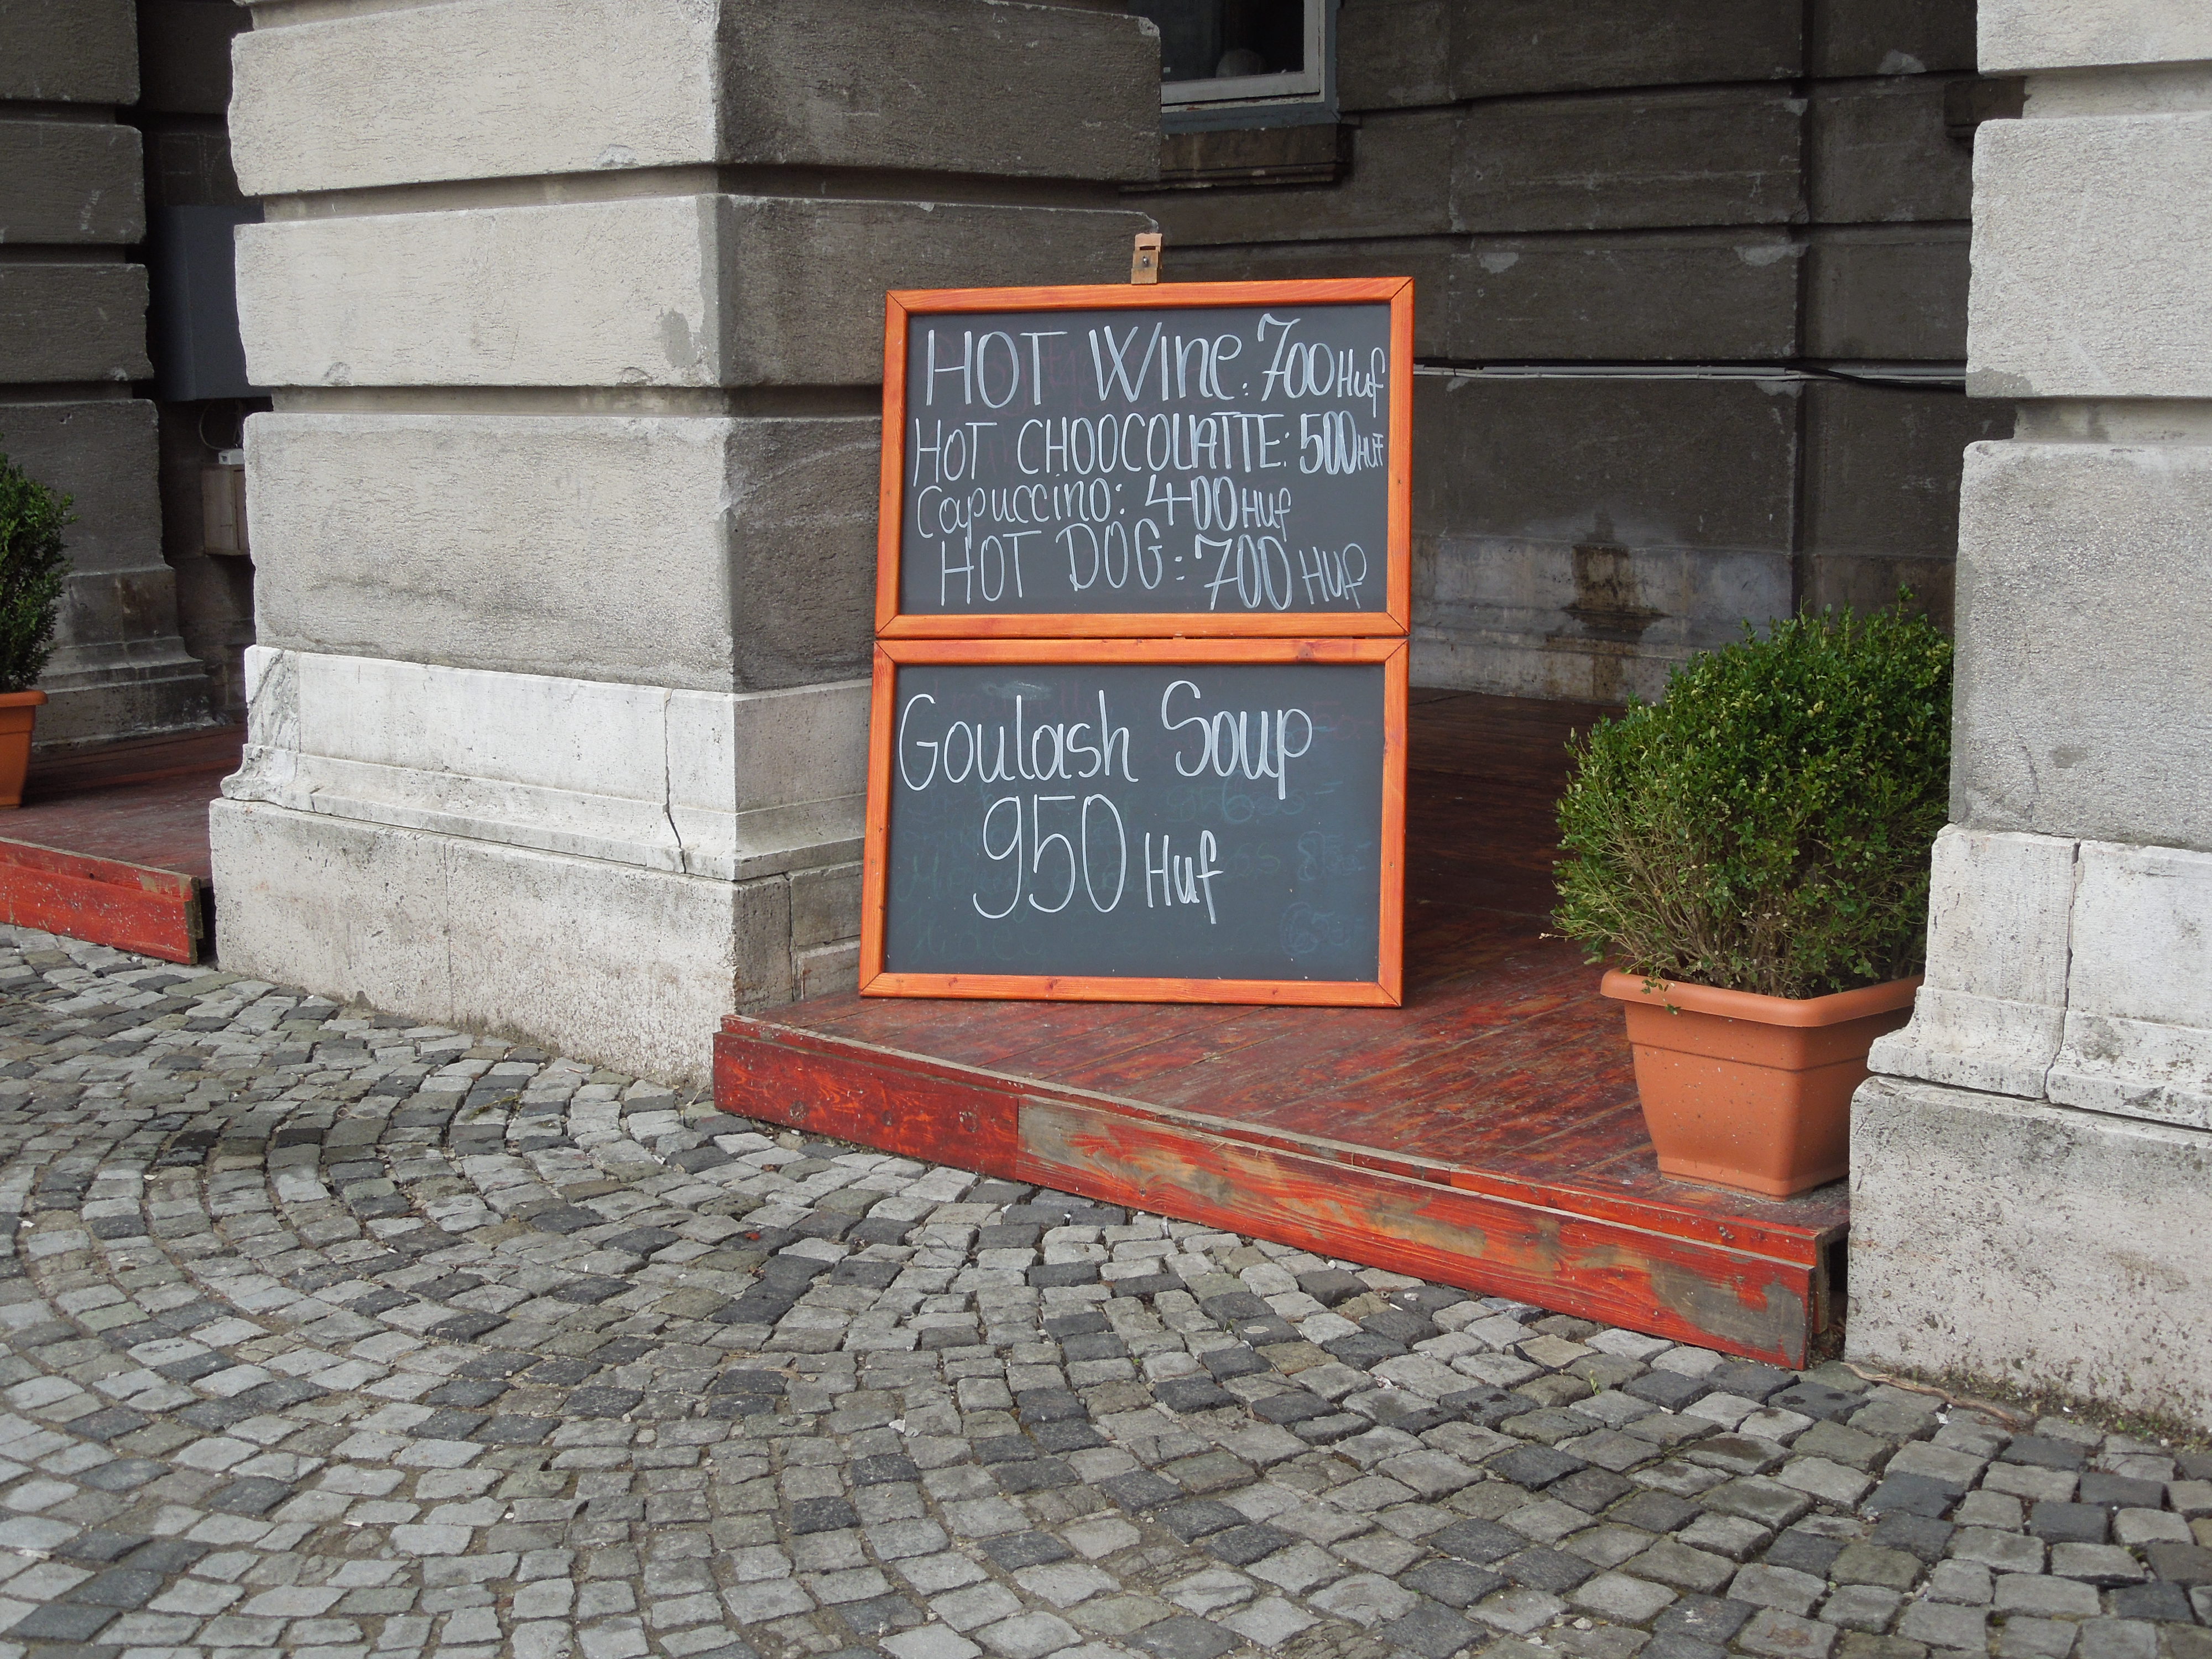 HOT Wine: 700 Huf
HOT CHOOCOLATTE: 500 HUF
Capuccino: 400 Huf
HOT DOG: 700 Huf
Goulash Soup
950 Huf